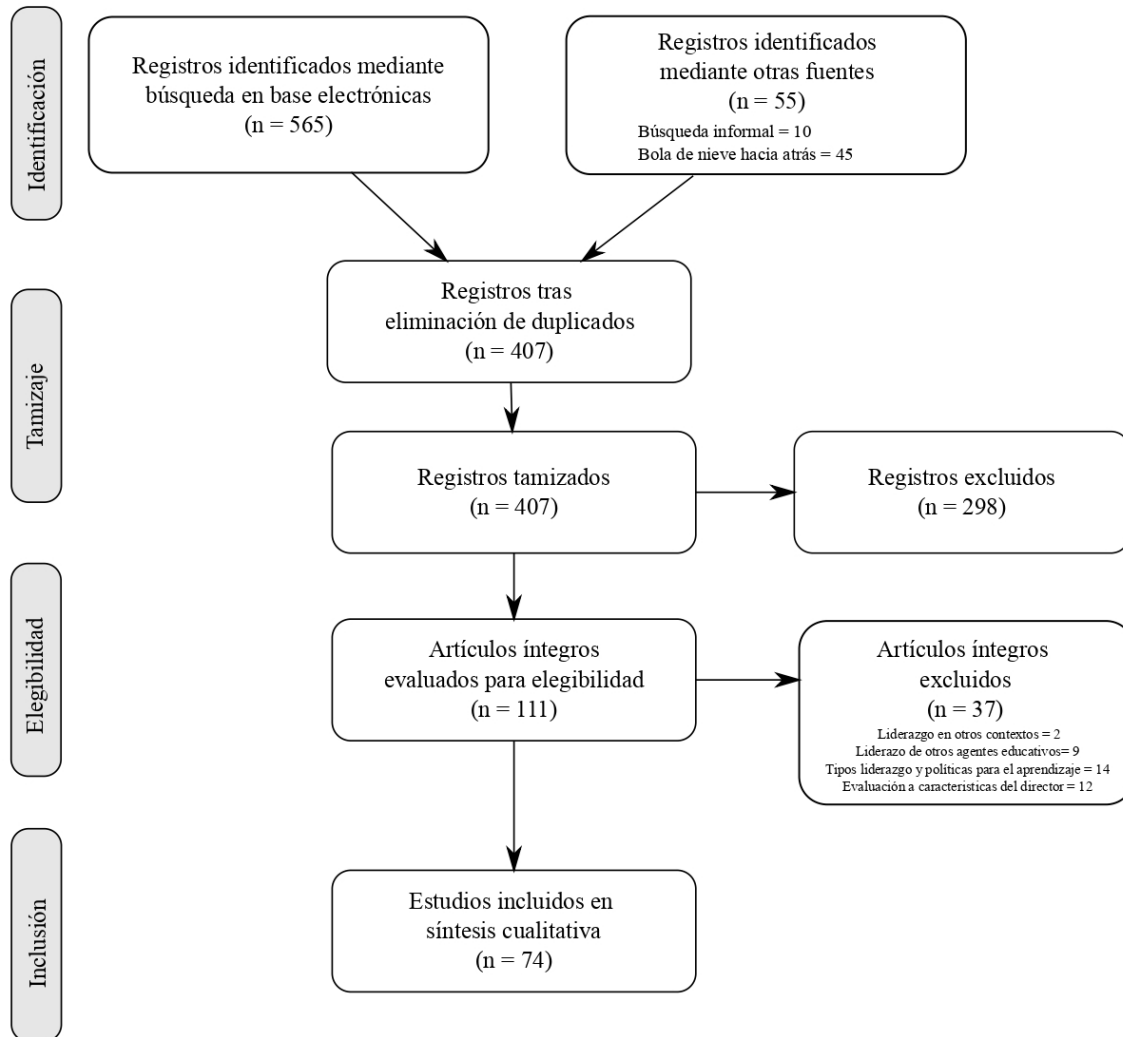 Identificación
Registros identificados mediante
búsqueda en base electrónicas
(n = 565)
Registros identificados
mediante otras fuentes
(n = 55)
Búsqueda informal = 10
Bola de nieve hacia atrás = 45
Tamizaje
Registros tras
eliminación de duplicados
(n = 407)
Registros tamizados
(n = 407)
Registros excluidos
(n = 298)
Elegibilidad
Artículos íntegros
evaluados para elegibilidad
(n = 111)
Artículos íntegros
excluidos
(n = 37)
Liderazgo en otros contextos = 2
Liderazo de otros agentes educativos= 9
Tipos liderazgo y políticas para el aprendizaje = 14
Evaluación a caracteristicas del director = 12
Inclusión
Estudios incluidos en
síntesis cualitativa
(n = 74)